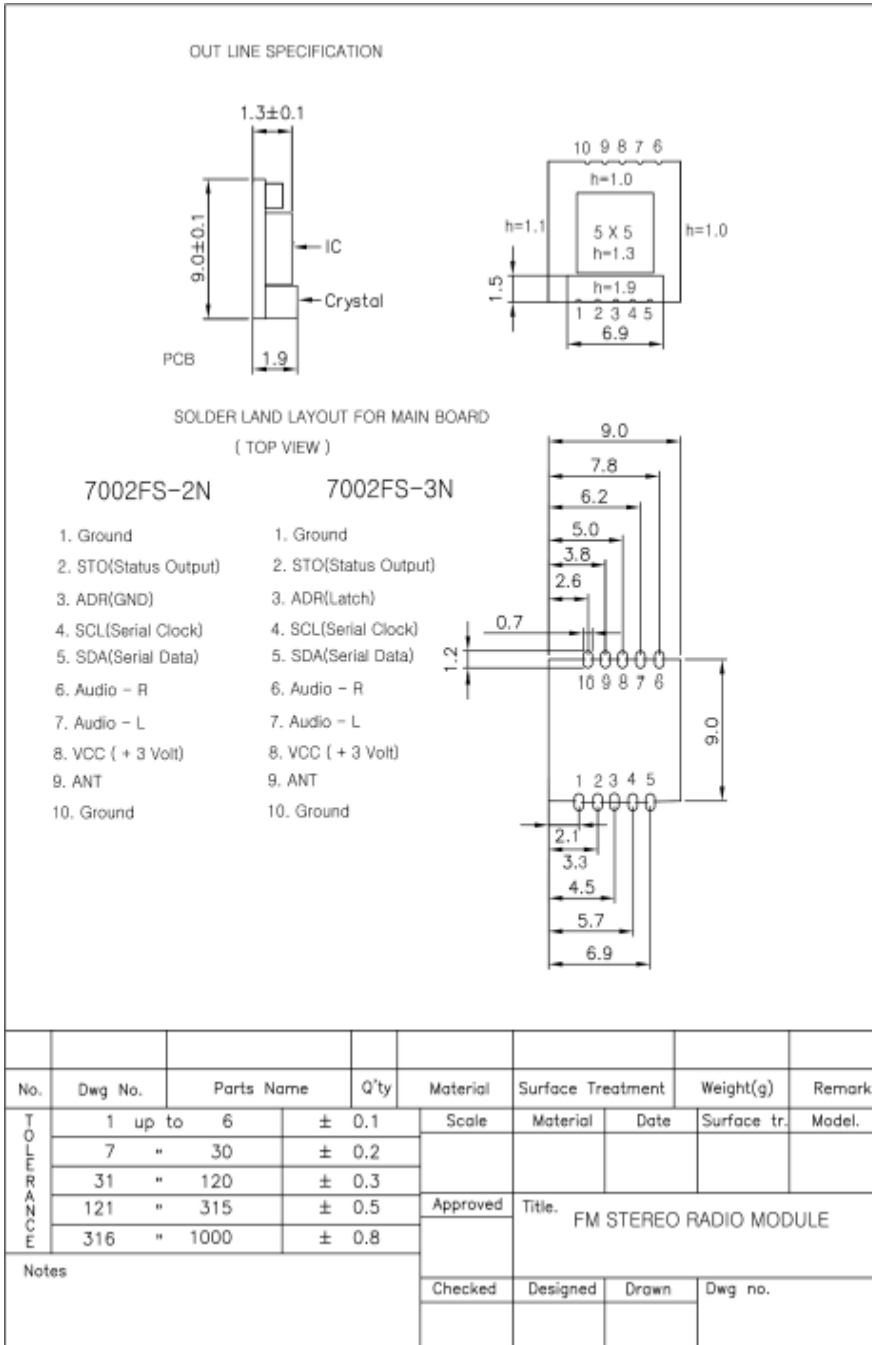 OUT LINE SPECIFICATION
1.3±0.1
9.0±0.1
IC
Crystal
PCB
1.9
10 9 8 7 6
h=1.0
h=1.1
5 X 5
h=1.3
h=1.0
1.5
h=1.9
1 2 3 4 5
6.9
SOLDER LAND LAYOUT FOR MAIN BOARD
( TOP VIEW )
7002FS-2N
1. Ground
2. STO(Status Output)
3. ADR(GND)
4. SCL(Serial Clock)
5. SDA(Serial Data)
6. Audio - R
7. Audio - L
8. VCC ( + 3 Volt)
9. ANT
10. Ground
7002FS-3N
1. Ground
2. STO(Status Output)
3. ADR(Latch)
4. SCL(Serial Clock)
5. SDA(Serial Data)
6. Audio - R
7. Audio - L
8. VCC ( + 3 Volt)
9. ANT
10. Ground
9.0
7.8
6.2
5.0
3.8
2.6
0.7
1.2
10 9 8 7 6
9.0
1 2 3 4 5
2.1
3.3
4.5
5.7
6.9
No. Dwg No. Parts Name Q'ty Material Surface Treatment Weight(g) Remark
TOLERANCE
1 up to 6 ± 0.1
7 " 30 ± 0.2
31 " 120 ± 0.3
121 " 315 ± 0.5
316 " 1000 ± 0.8
Scale Material Date Surface tr. Model.
Approved Title. FM STEREO RADIO MODULE
Notes
Checked Designed Drawn Dwg no.